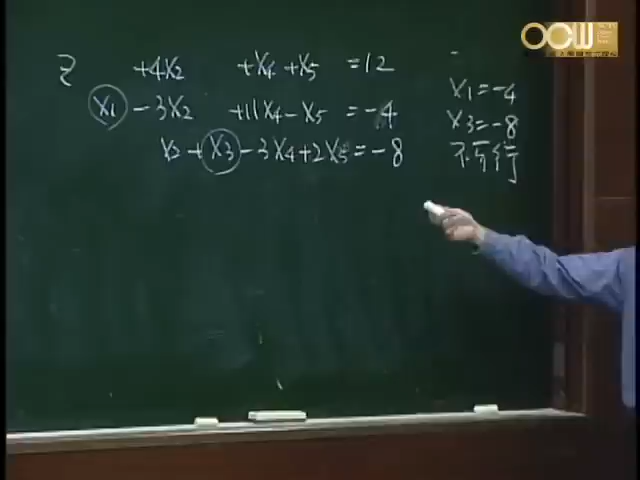 OCW
Z +4X2 +X4 +X5 =12
X1 -3X2 +11X4 -X5 =-4
X2 + X3 -3X4+2X5=-8
X1=-4
X3=-8
不可行